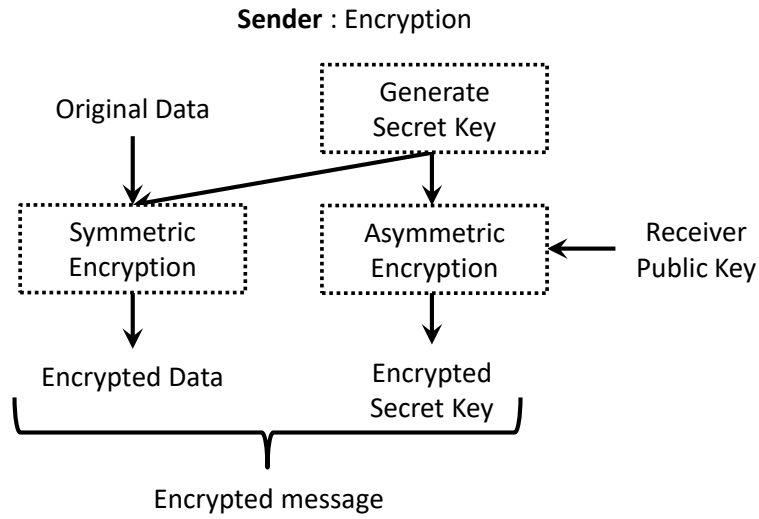 Sender : Encryption
Original Data
Generate
Secret Key
Symmetric
Encryption
Asymmetric
Encryption
Receiver
Public Key
Encrypted Data
Encrypted
Secret Key
Encrypted message